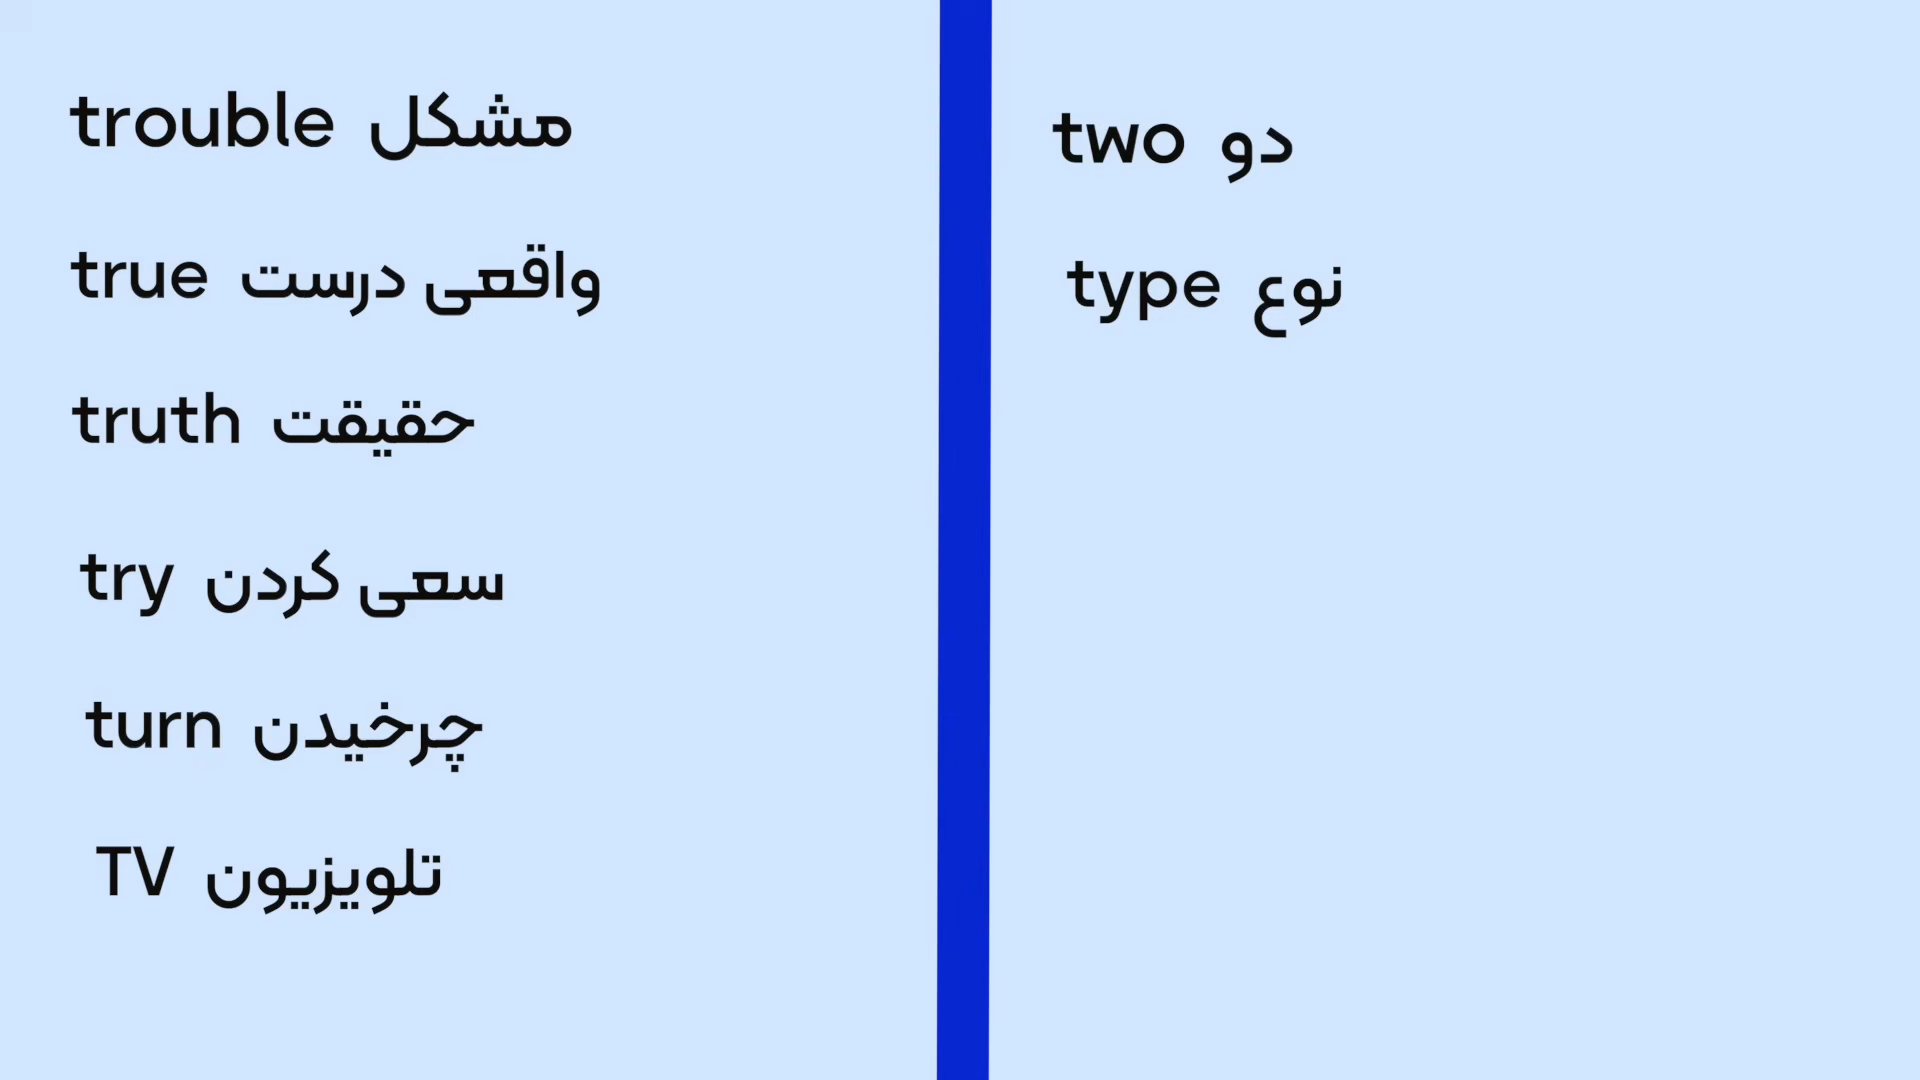 trouble مشکل
true واقعی درست
truth حقیقت
try سعی کردن
turn چرخیدن
TV تلویزیون
two دو
type نوع